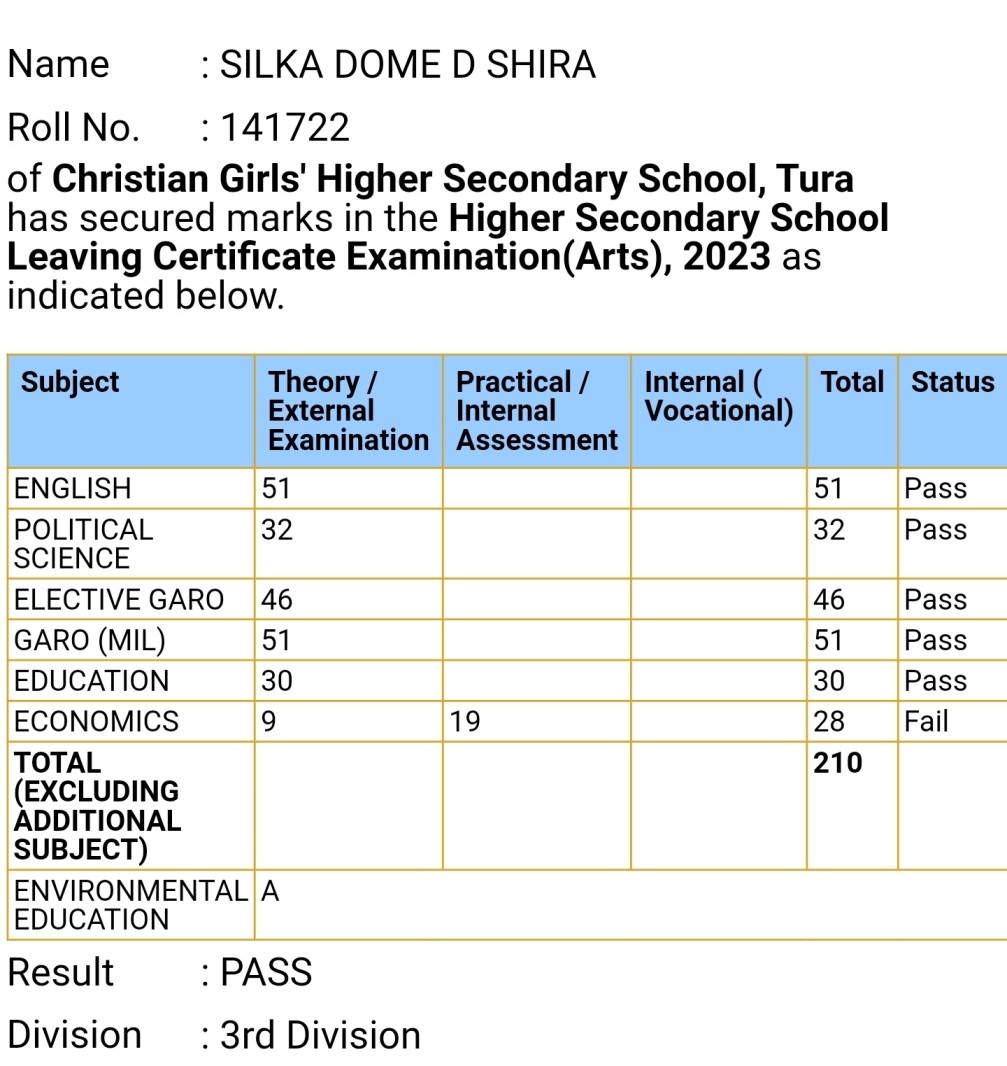 Name : SILKA DOME D SHIRA
Roll No. : 141722
of Christian Girls' Higher Secondary School, Tura
has secured marks in the Higher Secondary School
Leaving Certificate Examination(Arts), 2023 as
indicated below.
Subject Theory / External Examination Practical / Internal Assessment Internal ( Vocational) Total Status
ENGLISH 51 51 Pass
POLITICAL SCIENCE 32 32 Pass
ELECTIVE GARO 46 46 Pass
GARO (MIL) 51 51 Pass
EDUCATION 30 30 Pass
ECONOMICS 9 19 28 Fail
TOTAL (EXCLUDING ADDITIONAL SUBJECT) 210
ENVIRONMENTAL EDUCATION A
Result : PASS
Division : 3rd Division